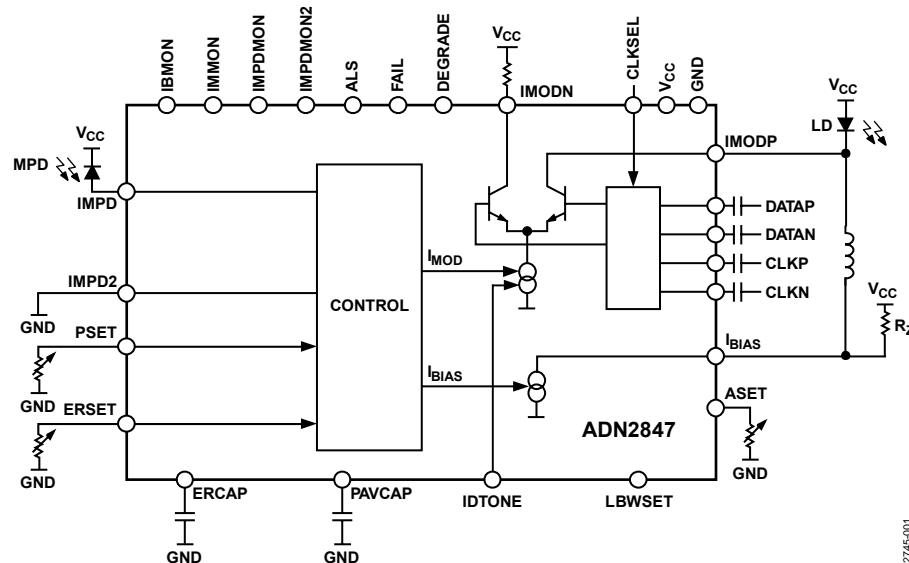 IBMON
IMMON
IMPDMON
IMPDMON2
ALS
FAIL
DEGRADE
VCC
IMODN
CLKSEL
VCC
GND
VCC
LD
IMODP
VCC
MPD
IMPD
DATAP
DATAN
CLKP
CLKN
IMOD
IMPD2
GND
CONTROL
VCC
RZ
PSET
GND
IBIAS
IBIAS
ASET
ERSET
GND
ADN2847
GND
ERCAP
PAVCAP
IDTONE
LBWSET
GND
GND
2745-001